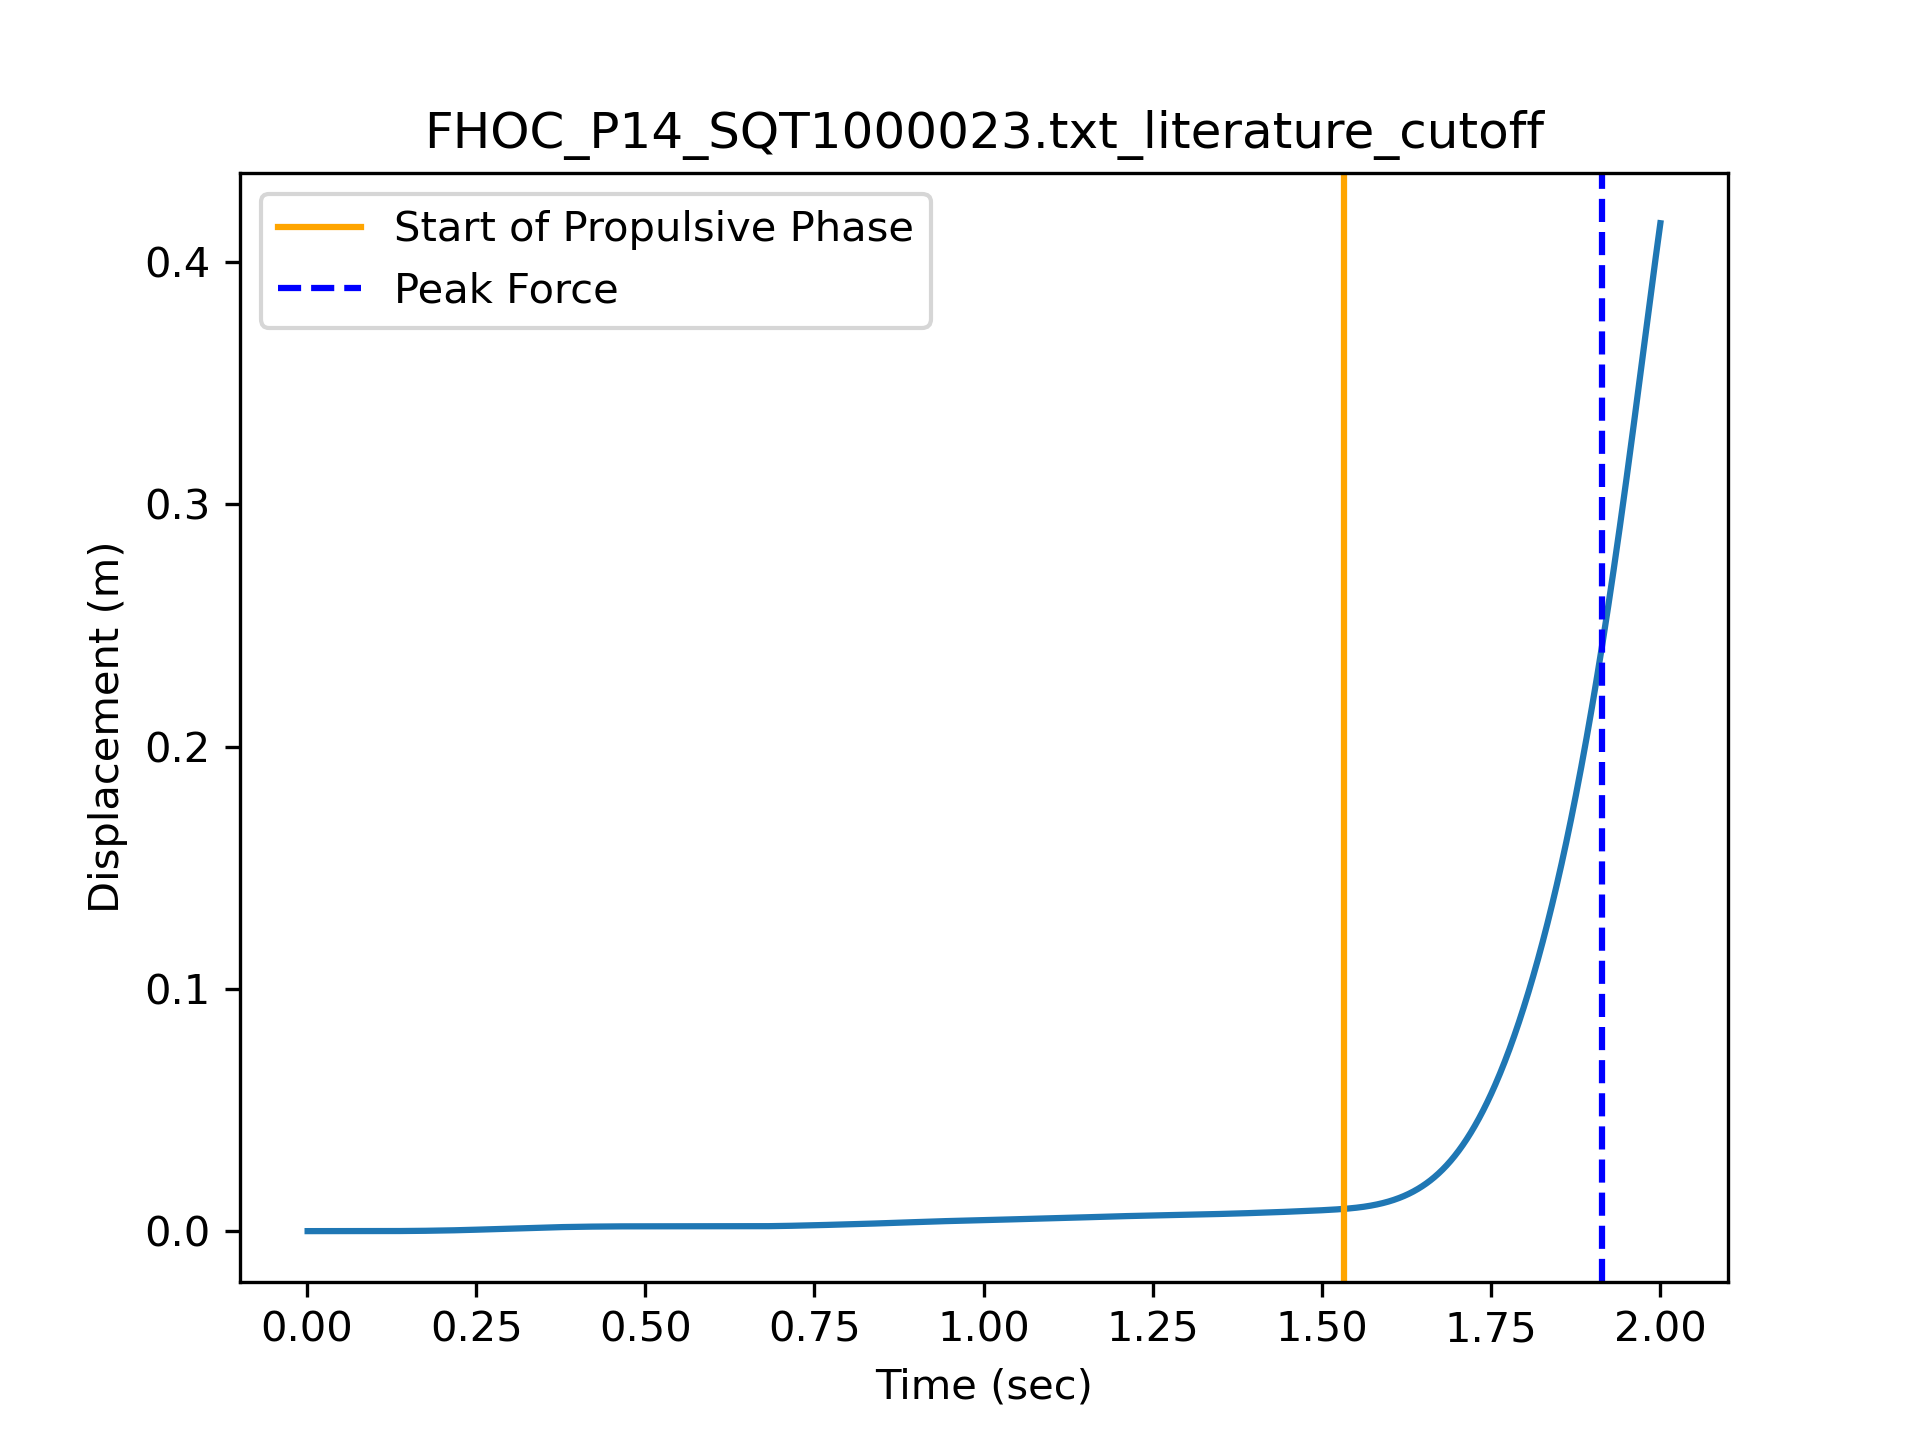 FHOC_P14_SQT1000023.txt_literature_cutoff
Start of Propulsive Phase
Peak Force
0.4
0.3
0.2
0.1
0.0
Displacement (m)
0.00 0.25 0.50 0.75 1.00 1.25 1.50 1.75 2.00
Time (sec)